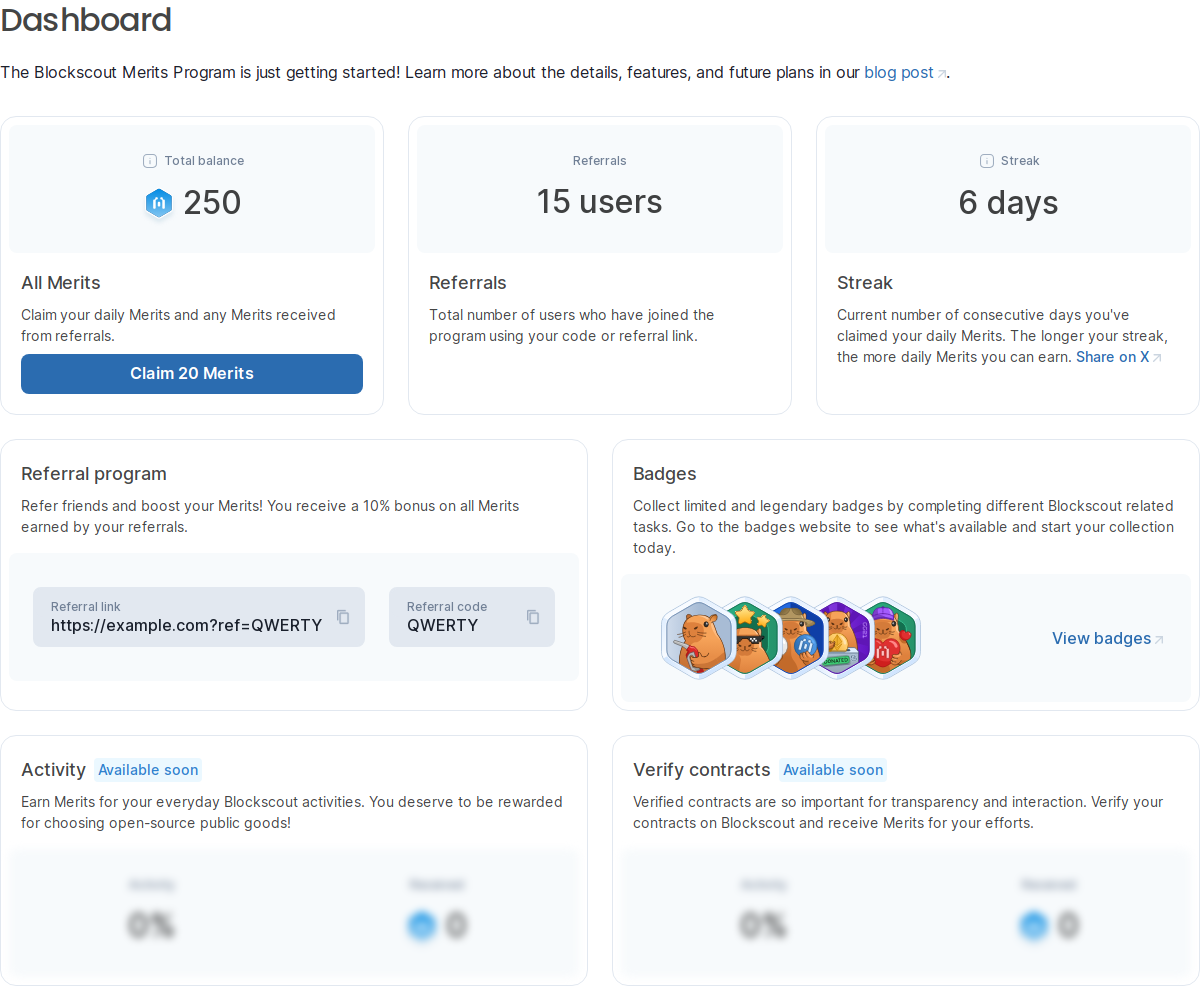 Dashboard
The Blockscout Merits Program is just getting started! Learn more about the details, features, and future plans in our blog post.
Total balance
250
All Merits
Claim your daily Merits and any Merits received
from referrals.
Claim 20 Merits
Referrals
15 users
Referrals
Total number of users who have joined the
program using your code or referral link.
Streak
6 days
Streak
Current number of consecutive days you've
claimed your daily Merits. The longer your streak,
the more daily Merits you can earn. Share on X
Referral program
Refer friends and boost your Merits! You receive a 10% bonus on all Merits
earned by your referrals.
Referral link
https://example.com?ref=QWERTY
Referral code
QWERTY
Badges
Collect limited and legendary badges by completing different Blockscout related
tasks. Go to the badges website to see what's available and start your collection
today.
View badges
Activity Available soon
Earn Merits for your everyday Blockscout activities. You deserve to be rewarded
for choosing open-source public goods!
Activity
0%
Received
0
Verify contracts Available soon
Verified contracts are so important for transparency and interaction. Verify your
contracts on Blockscout and receive Merits for your efforts.
Activity
0%
Received
0